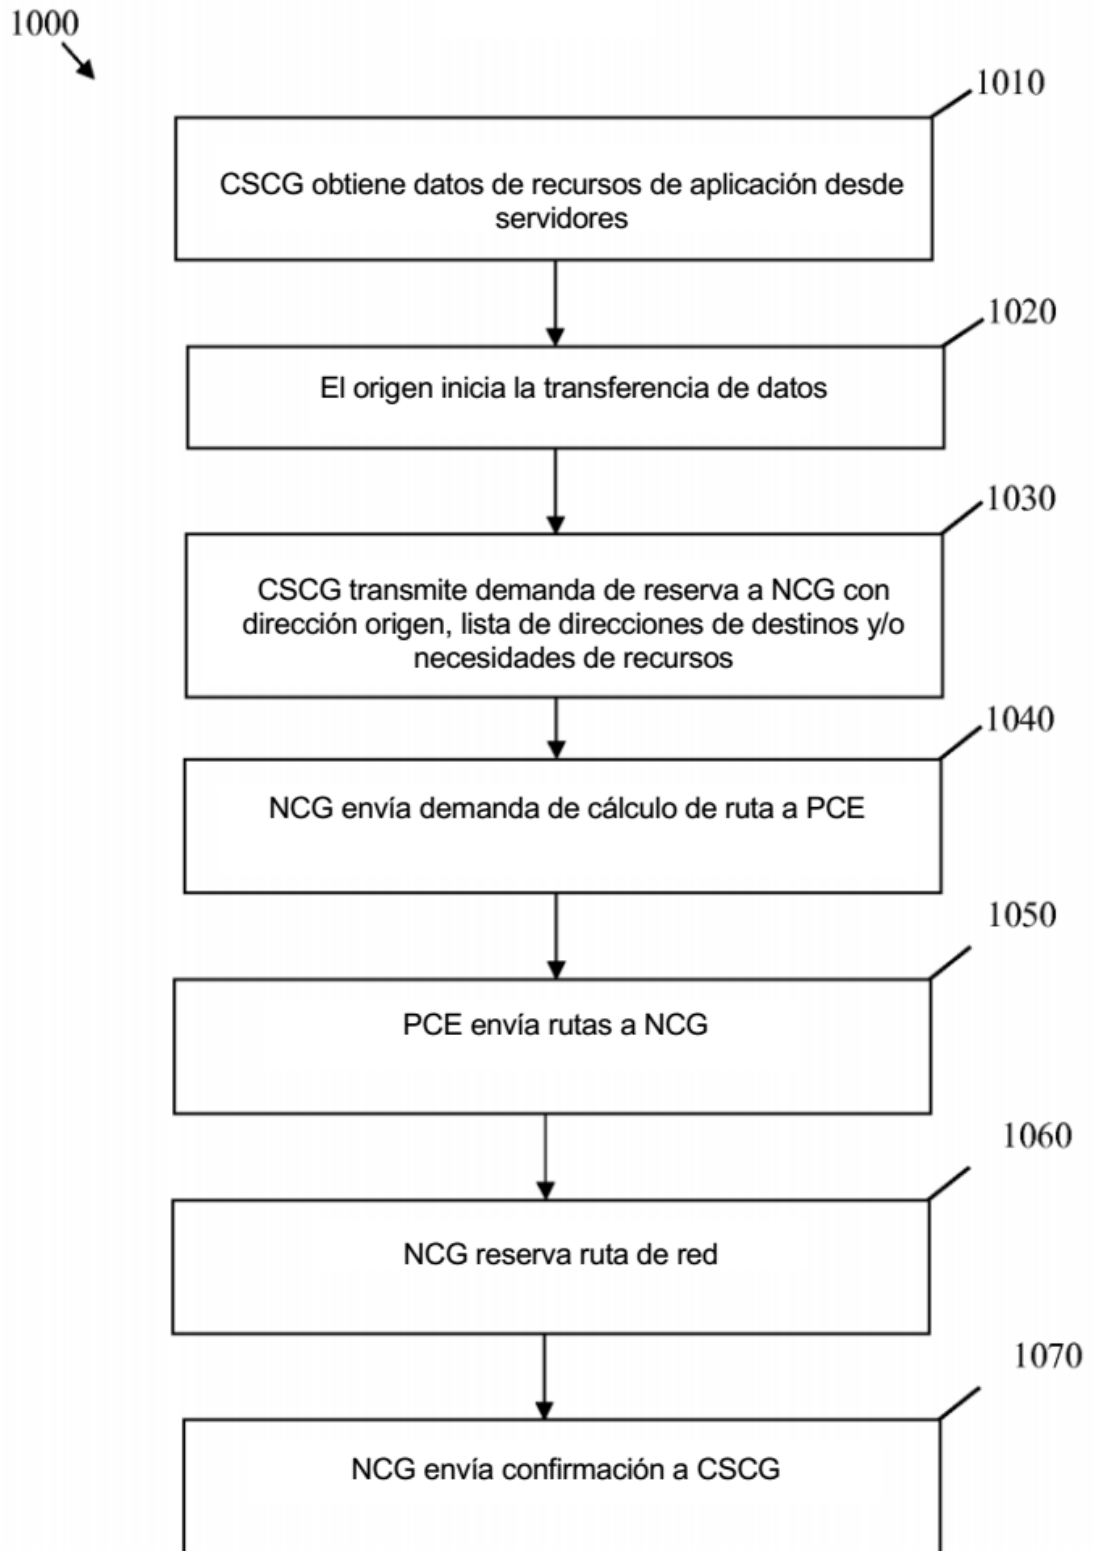 1000
1010
CSCG obtiene datos de recursos de aplicación desde
servidores
1020
El origen inicia la transferencia de datos
1030
CSCG transmite demanda de reserva a NCG con
dirección origen, lista de direcciones de destinos y/o
necesidades de recursos
1040
NCG envía demanda de cálculo de ruta a PCE
1050
PCE envía rutas a NCG
1060
NCG reserva ruta de red
1070
NCG envía confirmación a CSCG